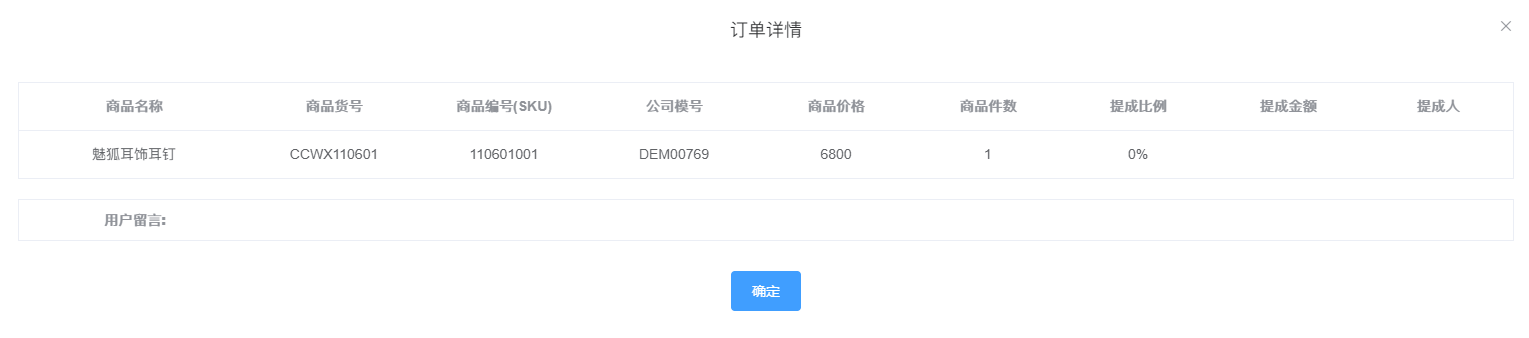 订单详情
商品名称 商品货号 商品编号(SKU) 公司模号 商品价格 商品件数 提成比例 提成金额 提成人
魅狐耳饰耳钉 CCWX110601 110601001 DEM00769 6800 1 0%
用户留言:
确定